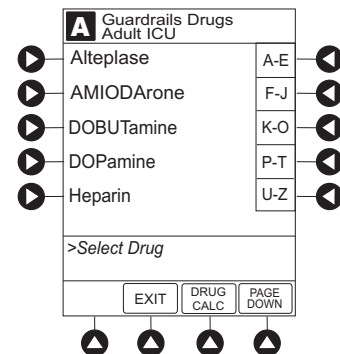 A Guardrails Drugs
Adult ICU
Alteplase A-E
AMIODArone F-J
DOBUTamine K-O
DOPamine P-T
Heparin U-Z
>Select Drug
EXIT DRUG CALC PAGE DOWN